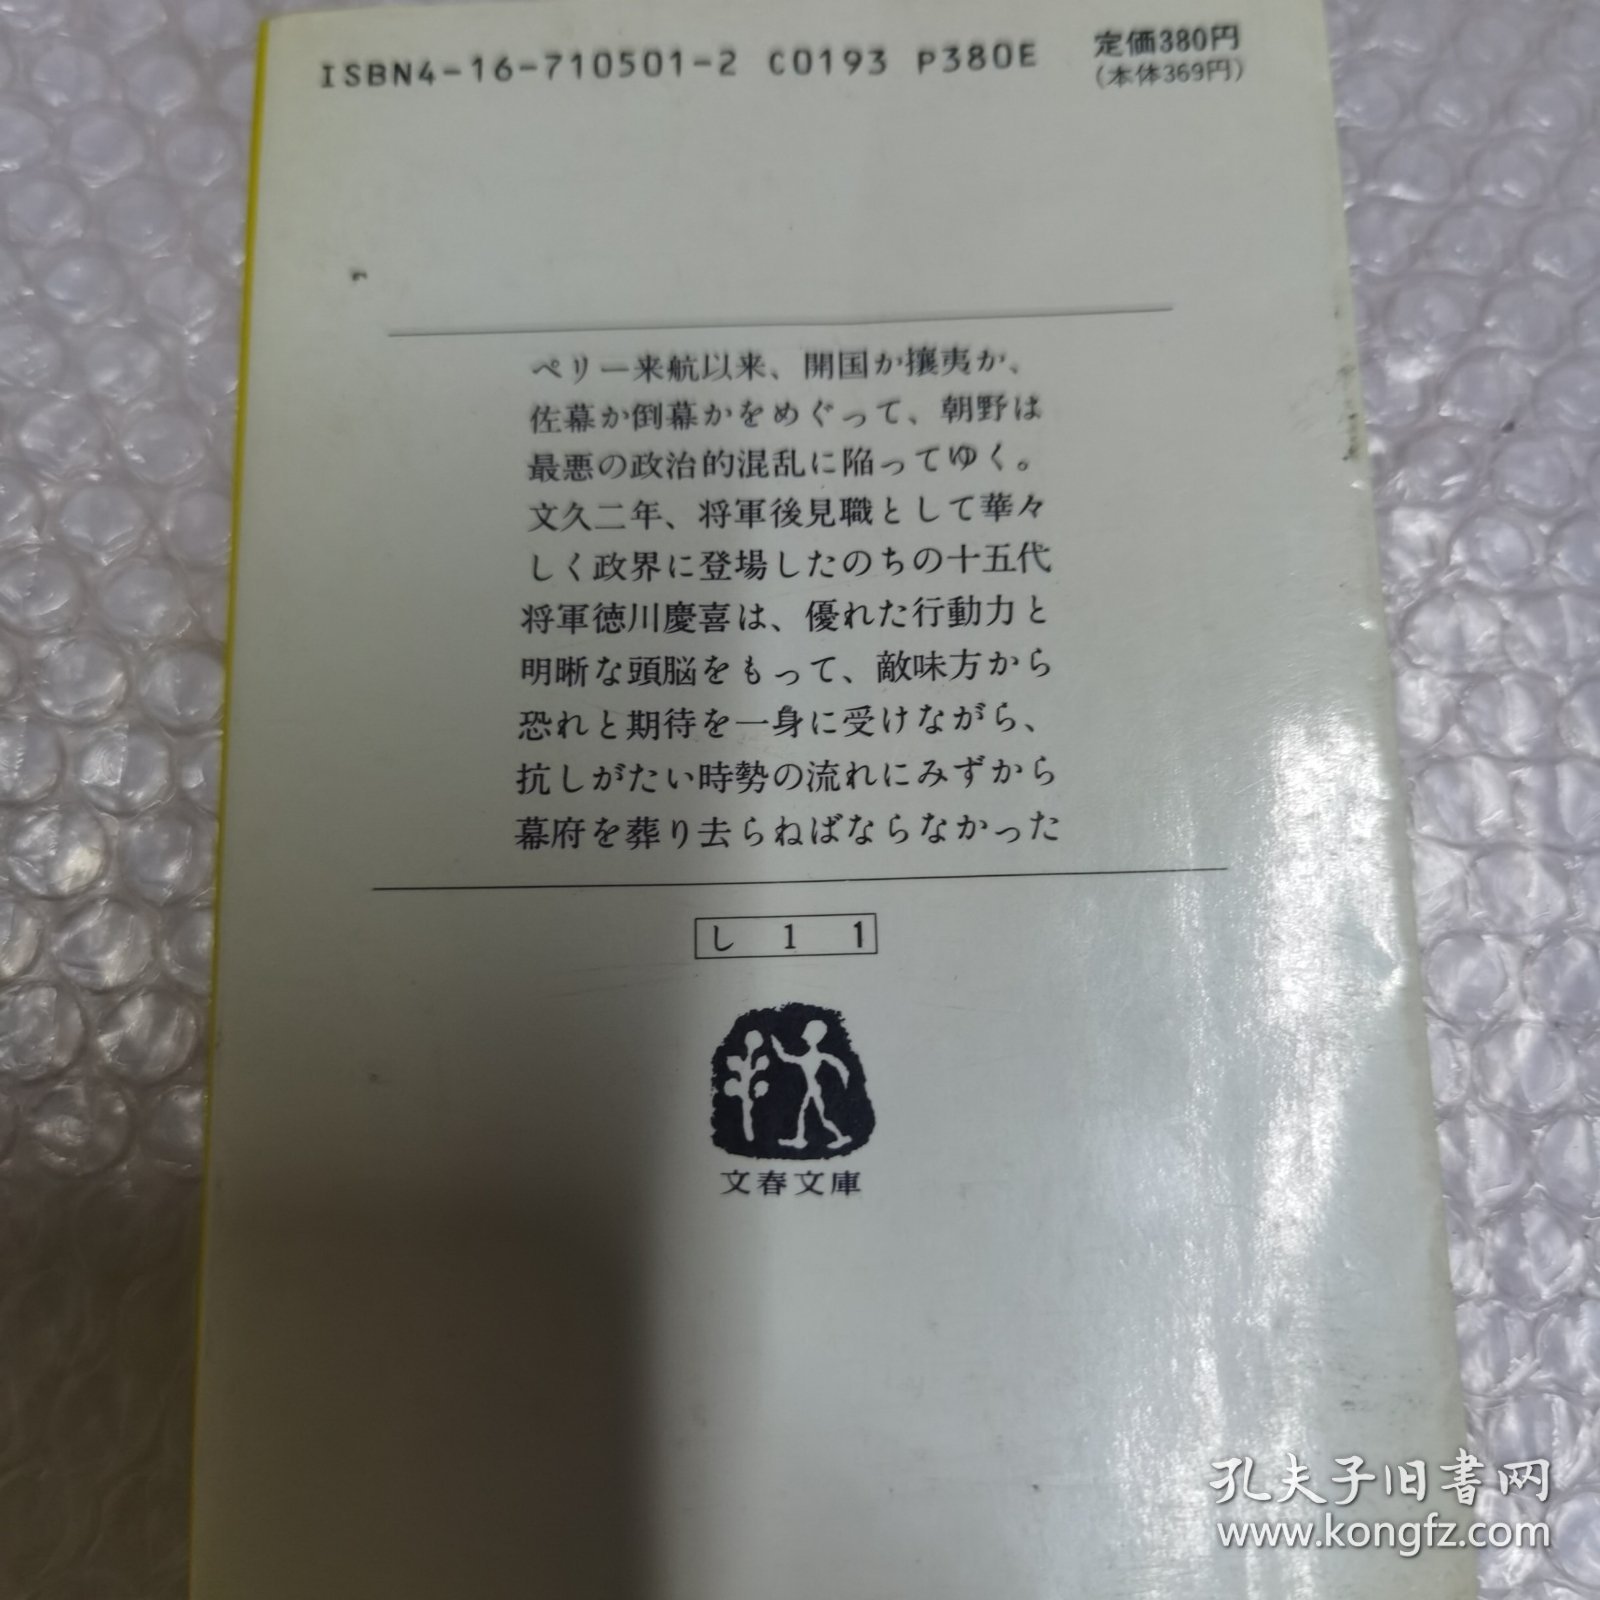 ISBN4-16-710501-2 C0193 P380E
定価380円
(本体369円)
ペリー来航以来、開国か攘夷か、
佐幕か倒幕かをめぐって、朝野は
最悪の政治的混乱に陥ってゆく。
文久二年、将軍後見職として華々
しく政界に登場したのちの十五代
将軍徳川慶喜は、優れた行動力と
明晰な頭脳をもって、敵味方から
恐れと期待を一身に受けながら、
抗しがたい時勢の流れにみずから
幕府を葬り去らねばならなかった
し 1 1
文春文庫
孔夫子旧书网
www.kongfz.com